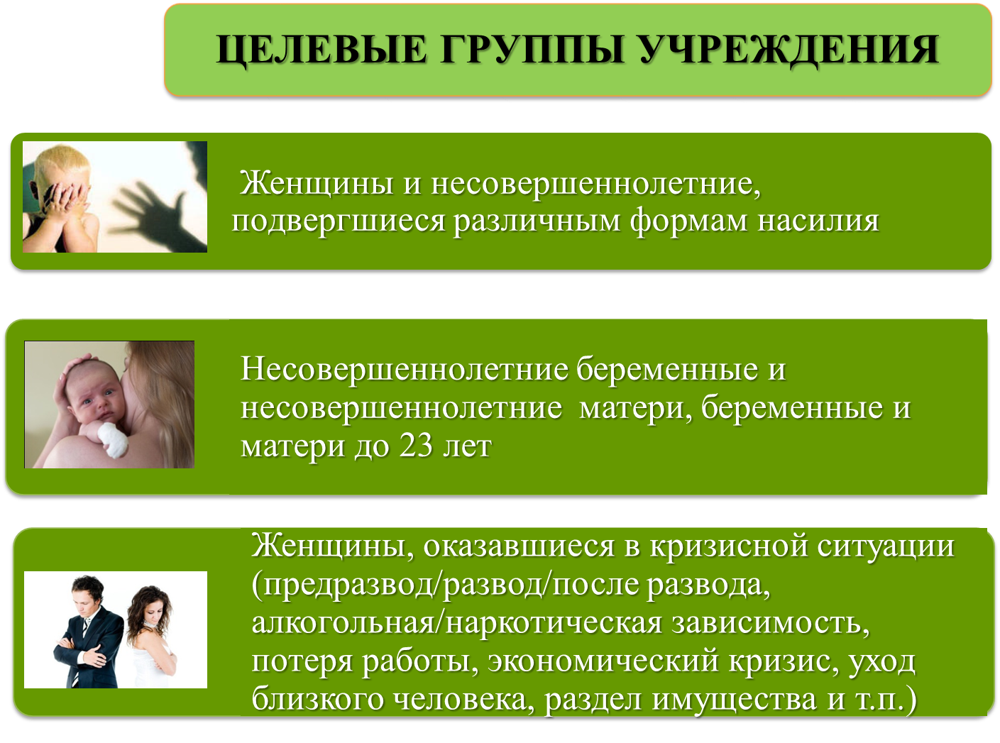 ЦЕЛЕВЫЕ ГРУППЫ УЧРЕЖДЕНИЯ
Женщины и несовершеннолетние,
подвергшиеся различным формам насилия
Несовершеннолетние беременные и
несовершеннолетние матери, беременные и
матери до 23 лет
Женщины, оказавшиеся в кризисной ситуации
(предразвод/развод/после развода,
алкогольная/наркотическая зависимость,
потеря работы, экономический кризис, уход
близкого человека, раздел имущества и т.п.)